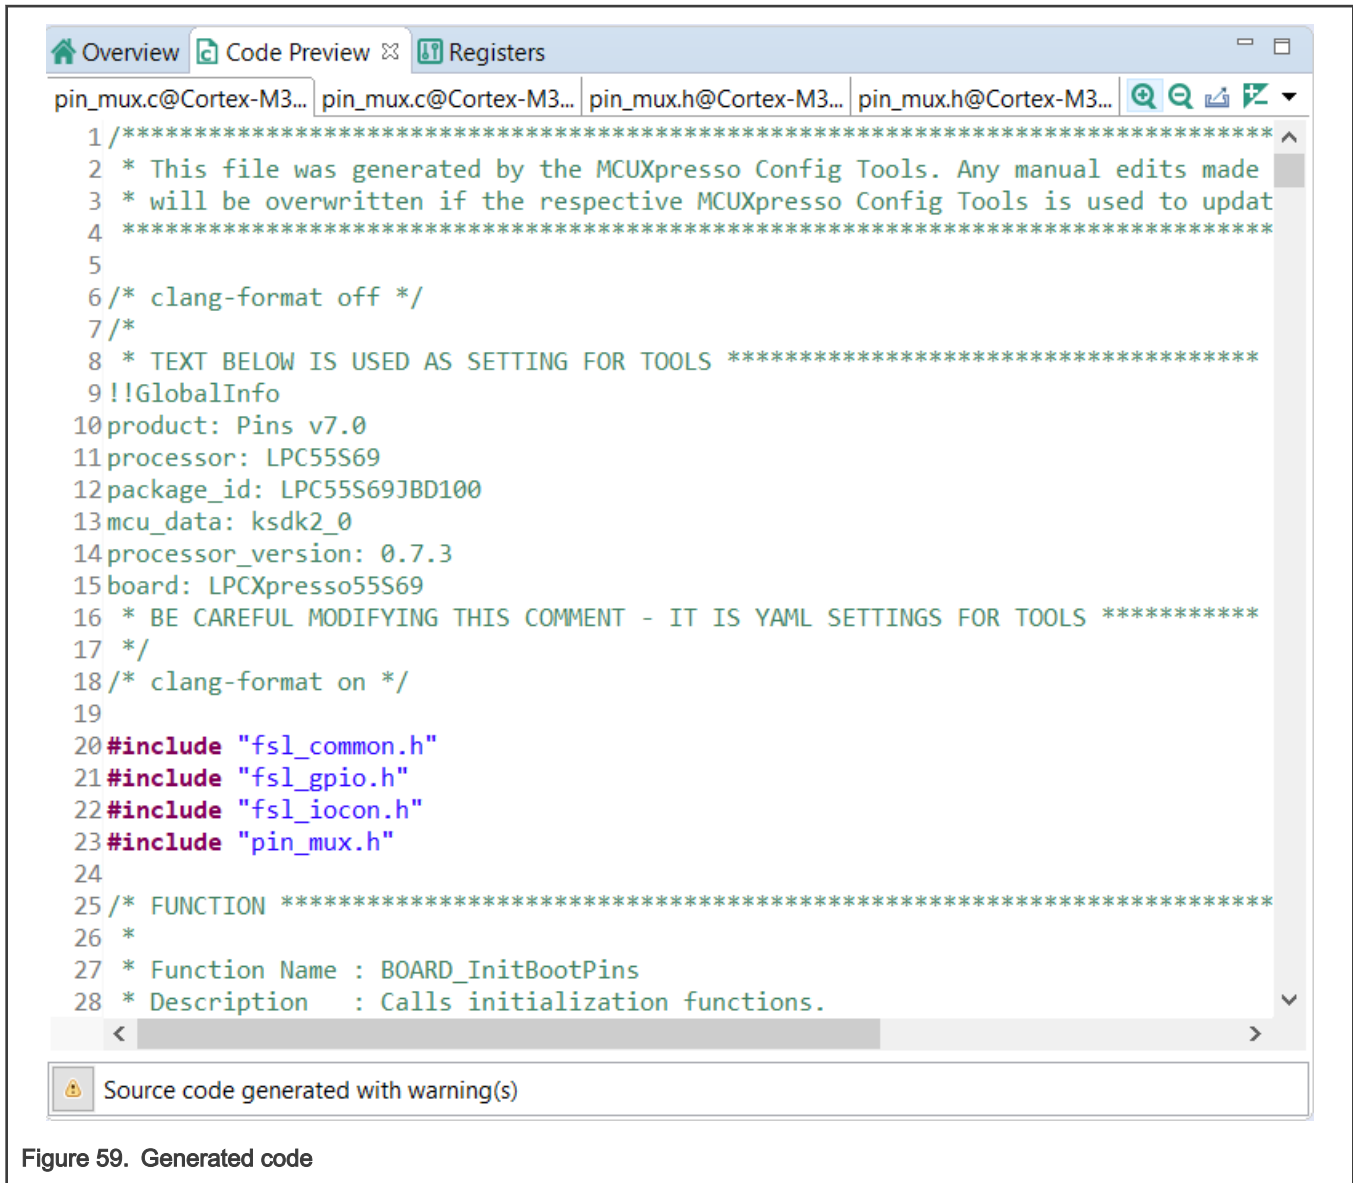 Overview Code Preview Registers
pin_mux.c@Cortex-M3... pin_mux.c@Cortex-M3... pin_mux.h@Cortex-M3... pin_mux.h@Cortex-M3...
1 /********************************************************************************
2 * This file was generated by the MCUXpresso Config Tools. Any manual edits made
3 * will be overwritten if the respective MCUXpresso Config Tools is used to updat
4 ********************************************************************************
5
6 /* clang-format off */
7 /*
8 * TEXT BELOW IS USED AS SETTING FOR TOOLS *************************************
9 !!GlobalInfo
10 product: Pins v7.0
11 processor: LPC55S69
12 package_id: LPC55S69JBD100
13 mcu_data: ksdk2_0
14 processor_version: 0.7.3
15 board: LPCXpresso55S69
16 * BE CAREFUL MODIFYING THIS COMMENT - IT IS YAML SETTINGS FOR TOOLS ***********
17 */
18 /* clang-format on */
19
20 #include "fsl_common.h"
21 #include "fsl_gpio.h"
22 #include "fsl_iocon.h"
23 #include "pin_mux.h"
24
25 /* FUNCTION *********************************************************************
26 *
27 * Function Name : BOARD_InitBootPins
28 * Description   : Calls initialization functions.
Source code generated with warning(s)
Figure 59. Generated code